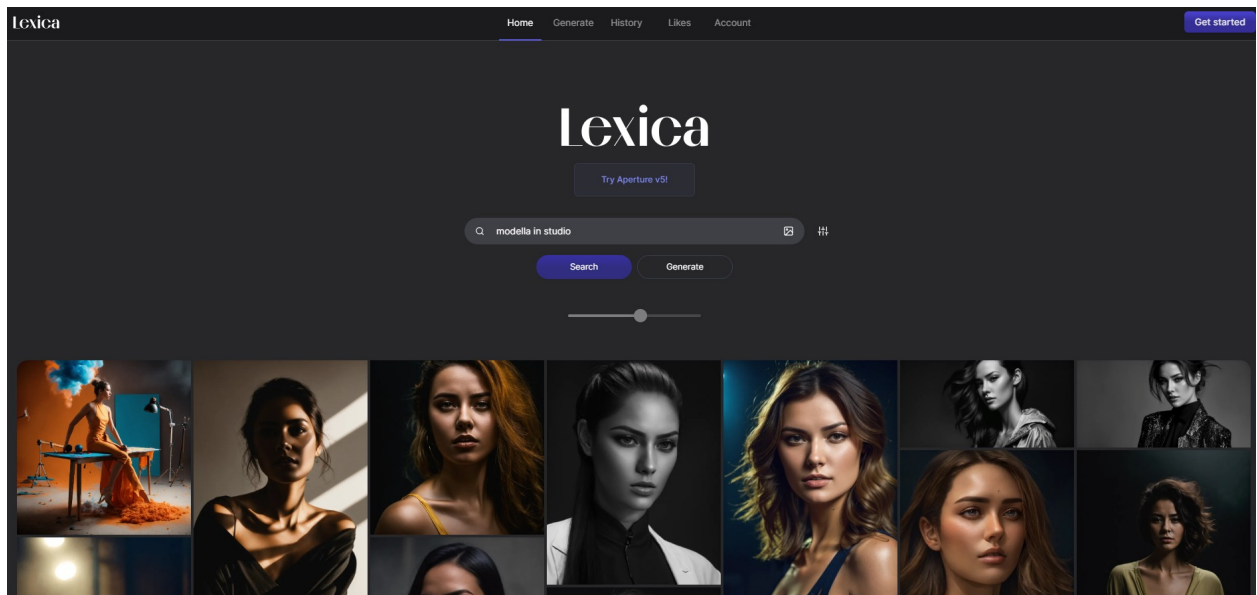 Lexica
Home Generate History Likes Account
Get started
Lexica
Try Aperture v5!
modella in studio
Search Generate